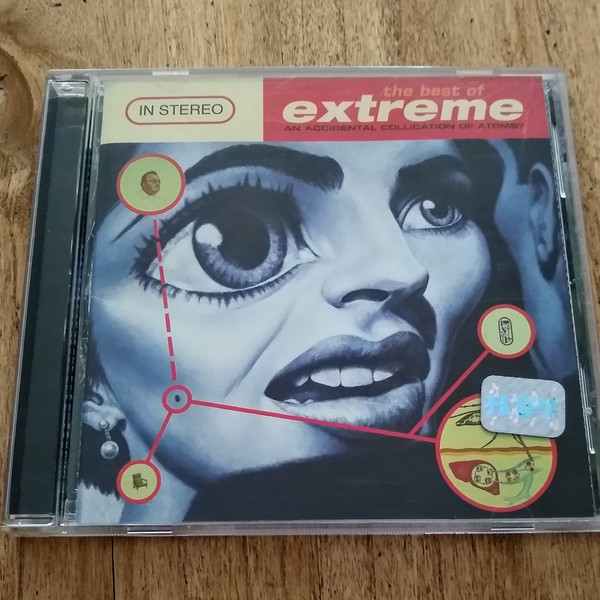 IN STEREO
the best of
extreme
AN ACCIDENTAL COLLICATION OF ATOMS?